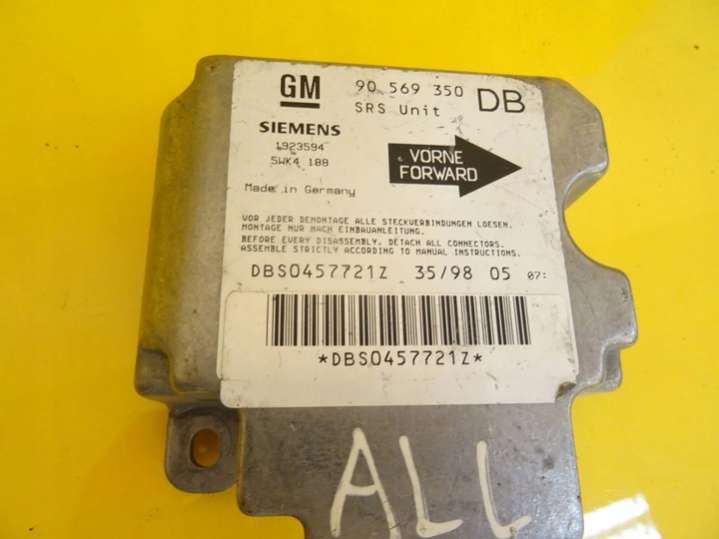 GM 90 569 350 DB
SRS Unit
SIEMENS
1923594
5WK4 188
VORNE
FORWARD
Made in Germany
VOR JEDER DEMONTAGE ALLE STECKVERBINDUNGEN LOESEN.
MONTAGE NUR NACH EINBAUANLEITUNG.
BEFORE EVERY DISASSEMBLY, DETACH ALL CONNECTORS.
ASSEMBLE STRICTLY ACCORDING TO MANUAL INSTRUCTIONS.
DBS0457721Z 35/98 05 07:
*DBS0457721Z*
ALL